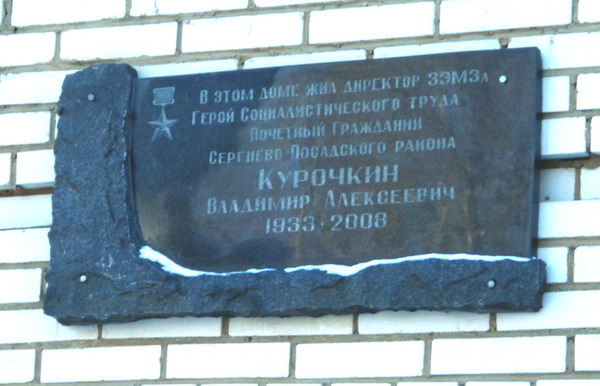 В этом доме жил директор ЗЭМЗа
Герой Социалистического труда
Почетный Гражданин
Сергиево Посадского района
КУРОЧКИН
Владимир Алексеевич
1933 · 2008